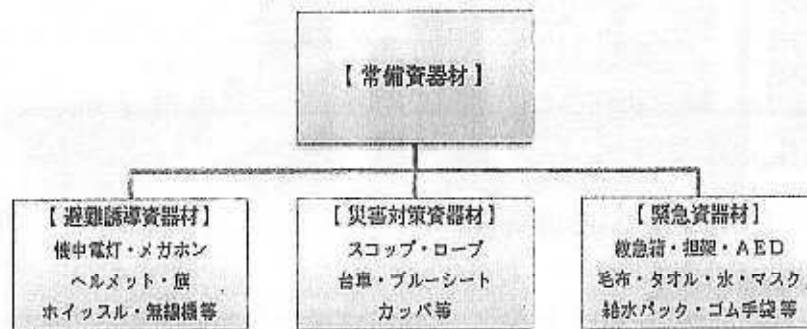 【常備資器材】
【避難誘導資器材】
懐中電灯・メガホン
ヘルメット・旗
ホイッスル・無線機等
【災害対策資器材】
スコップ・ロープ
台車・ブルーシート
カッパ等
【緊急資器材】
救急箱・担架・AED
毛布・タオル・水・マスク
給水パック・ゴム手袋等